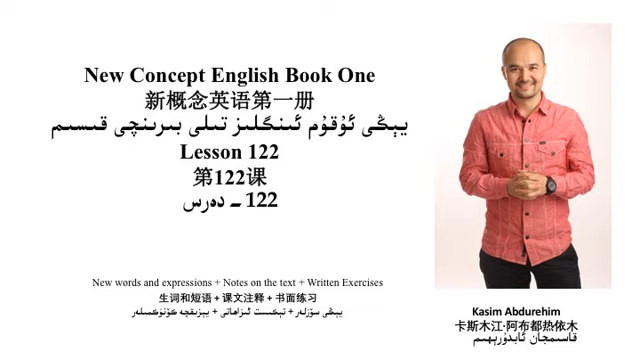 New Concept English Book One
新概念英语第一册
يېڭى ئۇقۇم ئىنگلىز تىلى بىرىنچى قىسىم
Lesson 122
第122课
122 ـ دەرس
New words and expressions + Notes on the text + Written Exercises
生词和短语 + 课文注释 + 书面练习
يېڭى سۆزلەر + تېكىست ئىزاھاتى + يېزىقچە كۆنۈكمىلەر
Kasim Abdurehim
卡斯木江·阿布都热依木
قاسىمجان ئابدۇرېھىم